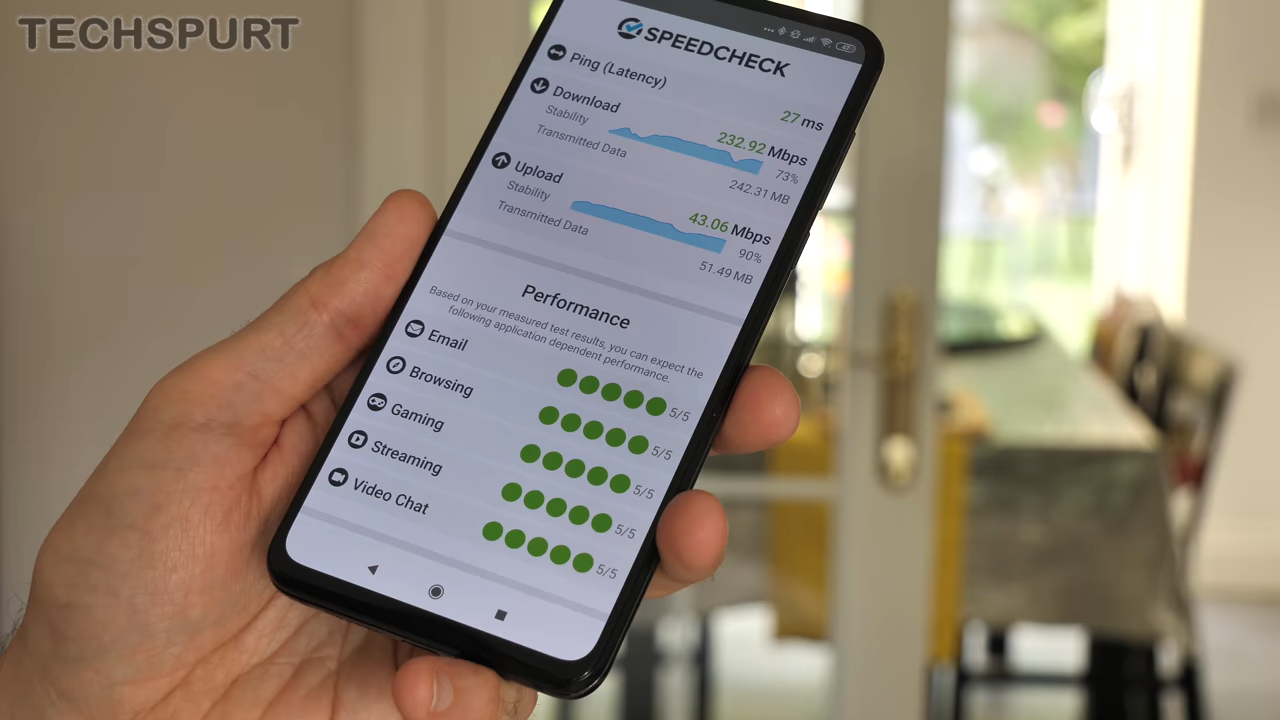 TECHSPURT
47
SPEEDCHECK
Ping (Latency)
27 ms
Download
232.92 Mbps
Stability
73%
Transmitted Data
242.31 MB
Upload
43.06 Mbps
Stability
90%
Transmitted Data
51.49 MB
Performance
Based on your measured test results, you can expect the
following application dependent performance.
Email
5/5
Browsing
5/5
Gaming
5/5
Streaming
5/5
Video Chat
5/5